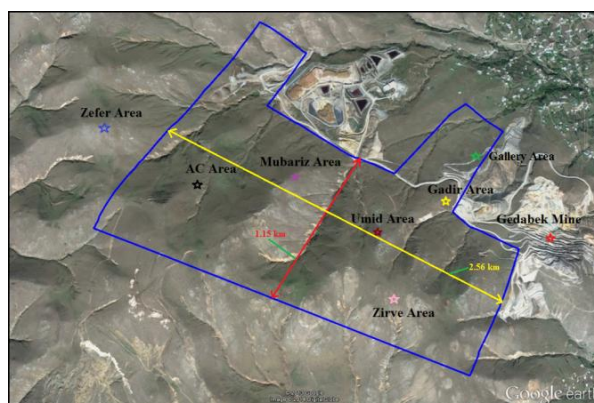 Zefer Area
AC Area
Mubariz Area
Gallery Area
Gadir Area
Umid Area
Gedabek Mine
1.15 km
2.56 km
Zirve Area
Google earth